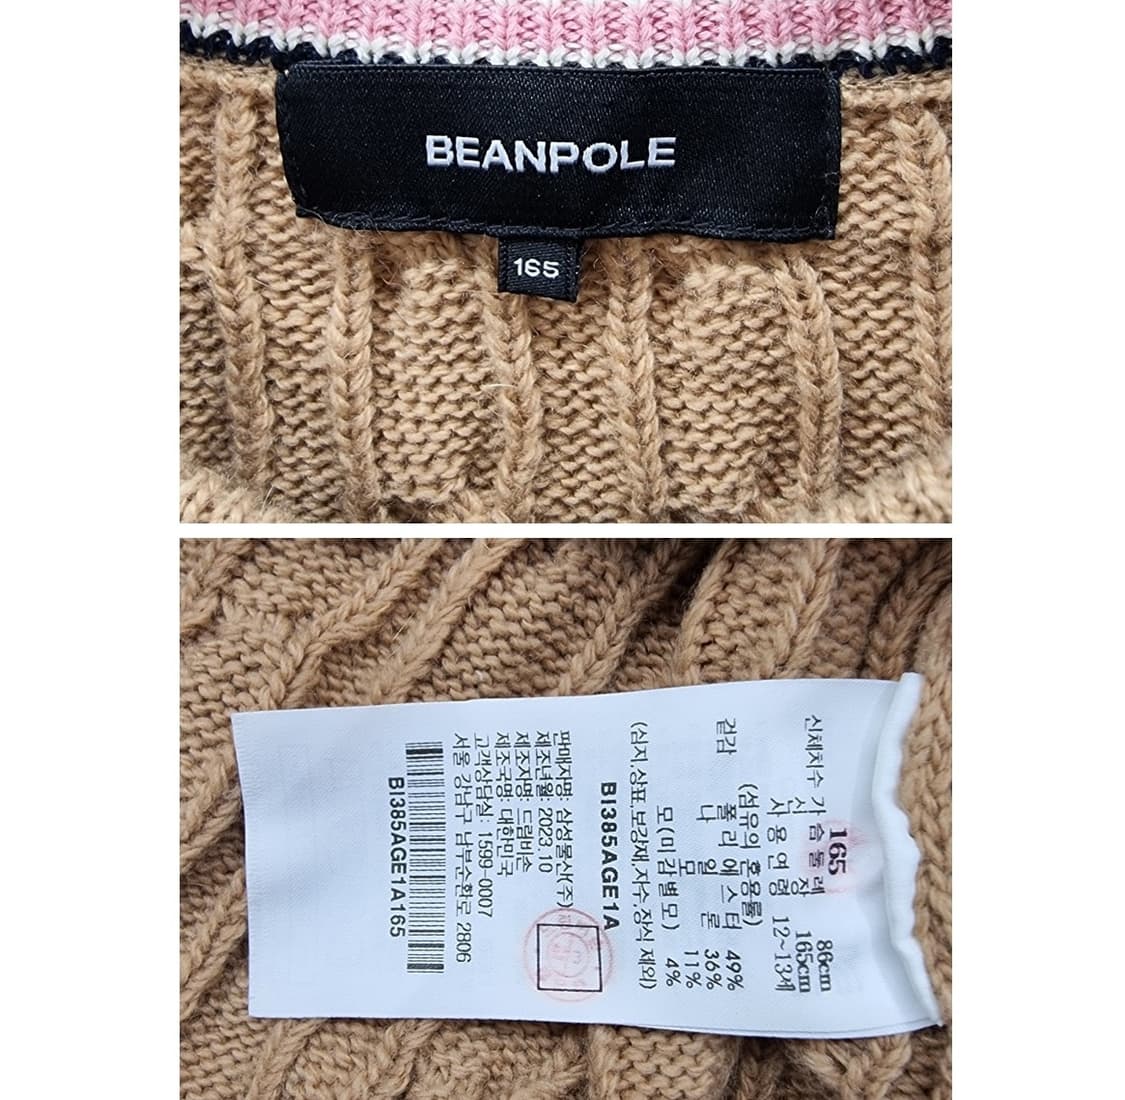 BEANPOLE
165
165
신체치수 가슴둘레 86cm
신장 165cm
사용연령 12~13세
(섬유의 혼용률)
겉감 폴리에스터 49%
나일론 36%
모 11%
모(미감별모) 4%
(심지,상표,보강재,자수,장식 제외)
BI385AGE1A
판매자명: 삼성물산(주)
제조년월: 2023.10
제조자명: 드림비손
제조국명: 대한민국
고객상담실: 1599-0007
서울 강남구 남부순환로 2806
BI385AGE1A165